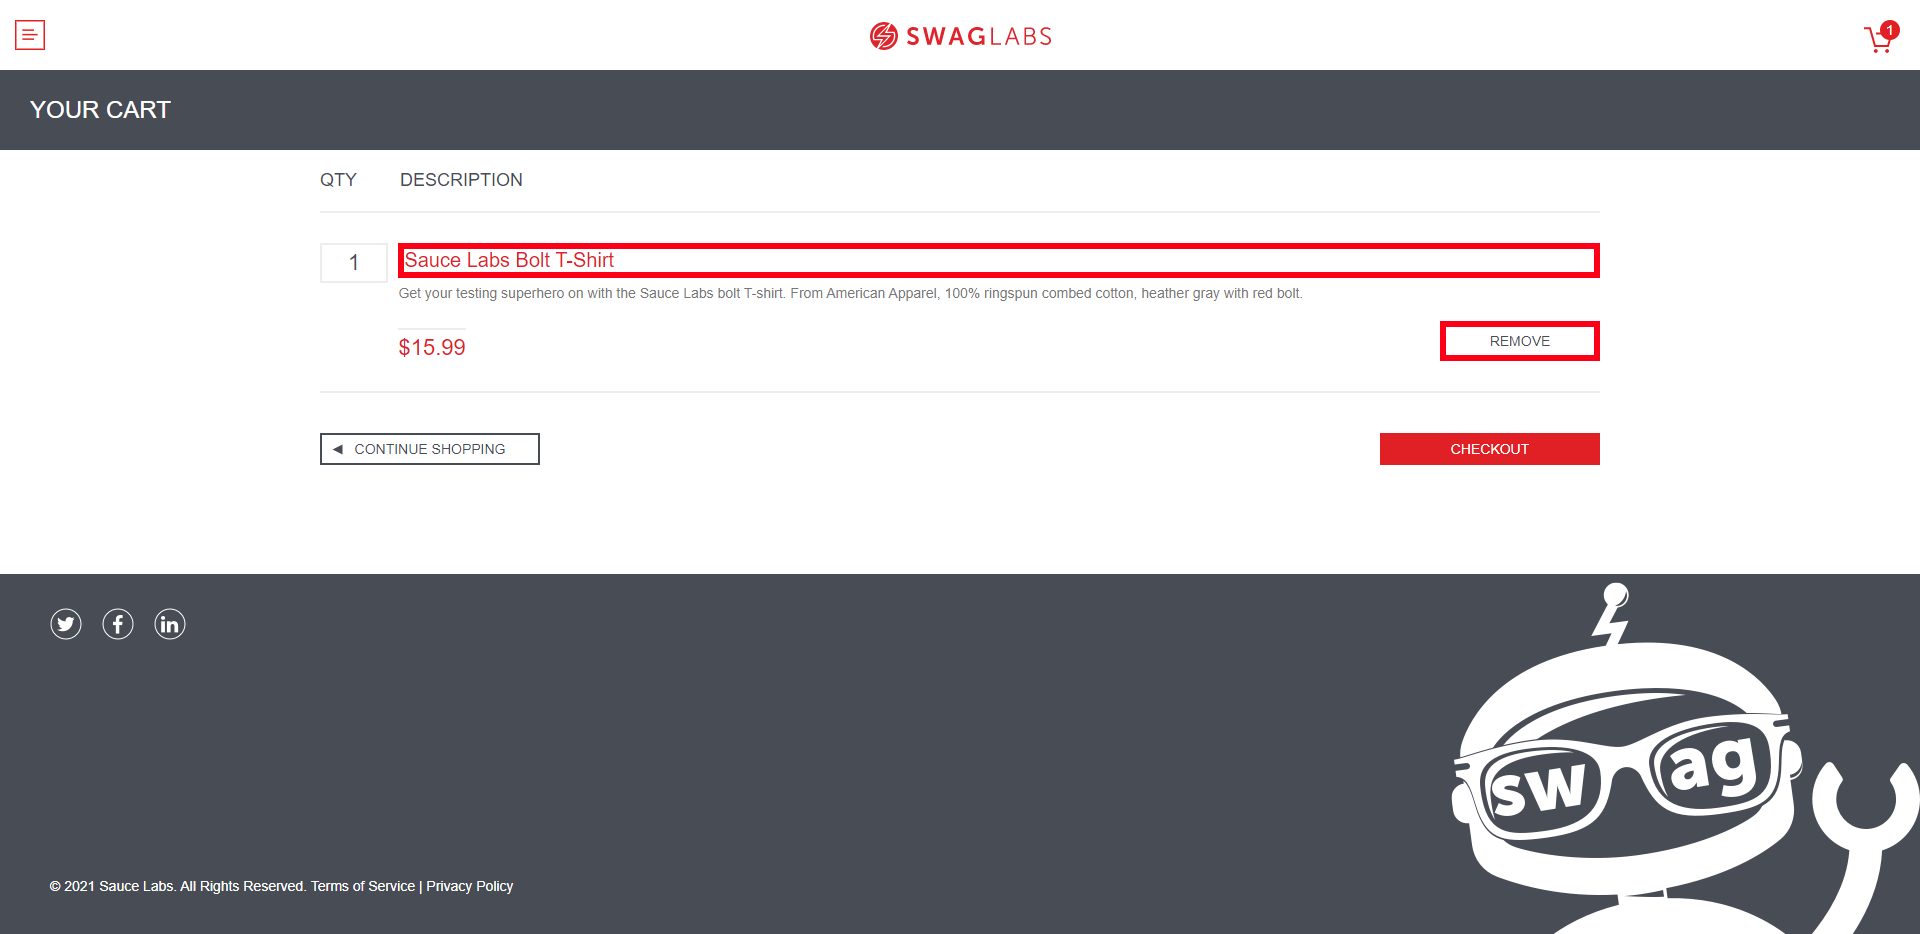 SWAGLABS
1
YOUR CART
QTY DESCRIPTION
1
Sauce Labs Bolt T-Shirt
Get your testing superhero on with the Sauce Labs bolt T-shirt. From American Apparel, 100% ringspun combed cotton, heather gray with red bolt.
$15.99
REMOVE
CONTINUE SHOPPING
CHECKOUT
swag
© 2021 Sauce Labs. All Rights Reserved. Terms of Service | Privacy Policy